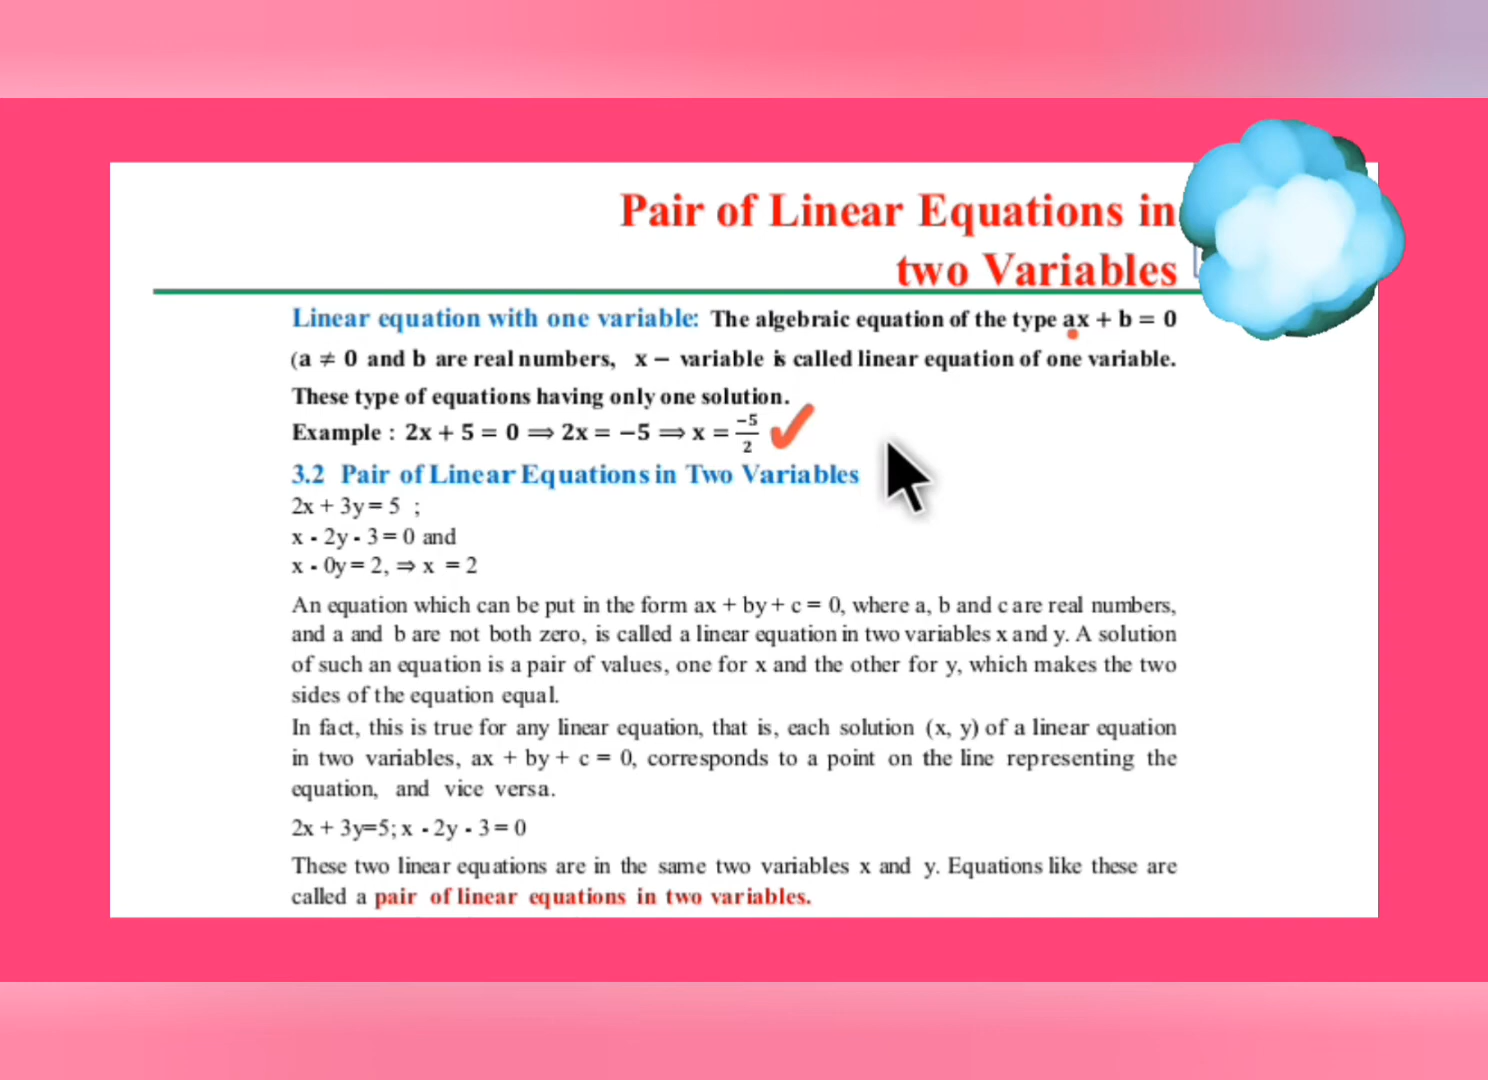 Pair of Linear Equations in
two Variables
Linear equation with one variable: The algebraic equation of the type ax + b = 0
(a ≠ 0 and b are real numbers, x − variable is called linear equation of one variable.
These type of equations having only one solution.
Example : 2x + 5 = 0 ⟹ 2x = −5 ⟹ x = −5/2
3.2 Pair of Linear Equations in Two Variables
2x + 3y = 5 ;
x - 2y - 3 = 0 and
x - 0y = 2, ⇒ x = 2
An equation which can be put in the form ax + by + c = 0, where a, b and c are real numbers,
and a and b are not both zero, is called a linear equation in two variables x and y. A solution
of such an equation is a pair of values, one for x and the other for y, which makes the two
sides of the equation equal.
In fact, this is true for any linear equation, that is, each solution (x, y) of a linear equation
in two variables, ax + by + c = 0, corresponds to a point on the line representing the
equation, and vice versa.
2x + 3y=5; x - 2y - 3 = 0
These two linear equations are in the same two variables x and y. Equations like these are
called a pair of linear equations in two variables.